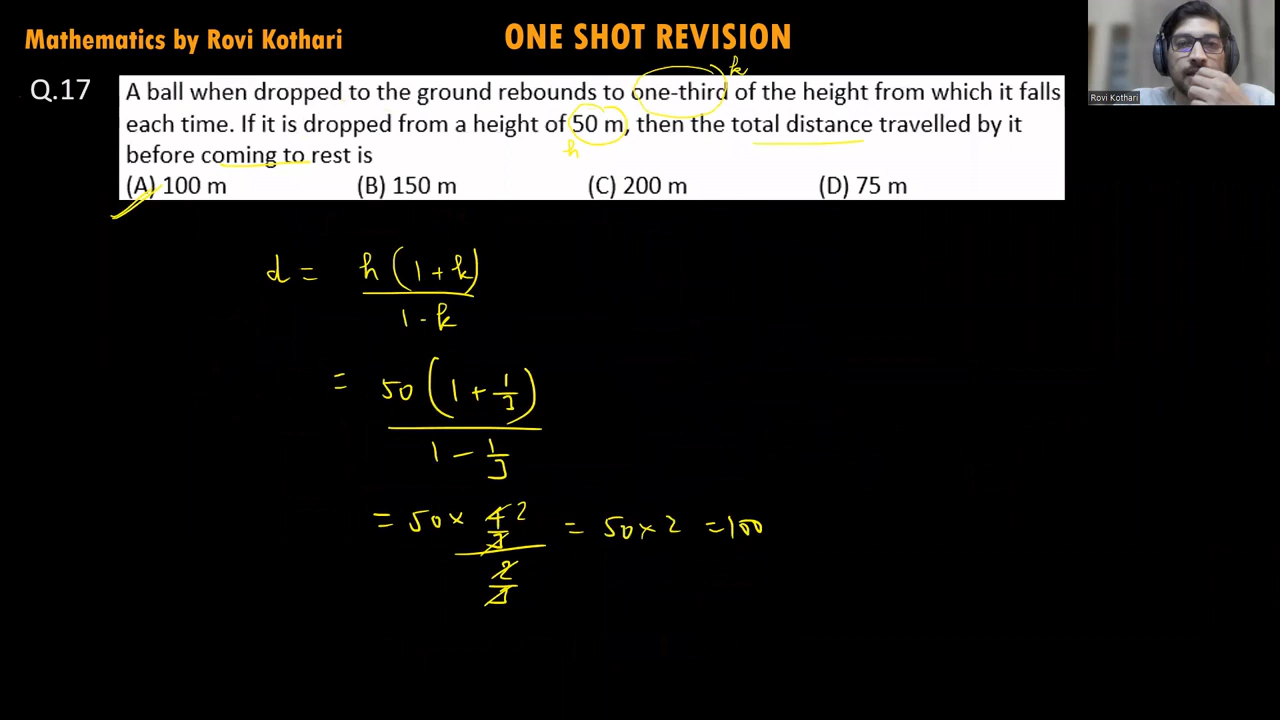 Mathematics by Rovi Kothari
ONE SHOT REVISION
Rovi Kothari
Q.17
k
A ball when dropped to the ground rebounds to one-third of the height from which it falls
each time. If it is dropped from a height of 50 m, then the total distance travelled by it
h
before coming to rest is
(A) 100 m (B) 150 m (C) 200 m (D) 75 m
d = h(1+k)
1-k
= 50(1+1/3)
1-1/3
= 50 × 4/3 2 = 50 × 2 = 100
2/3